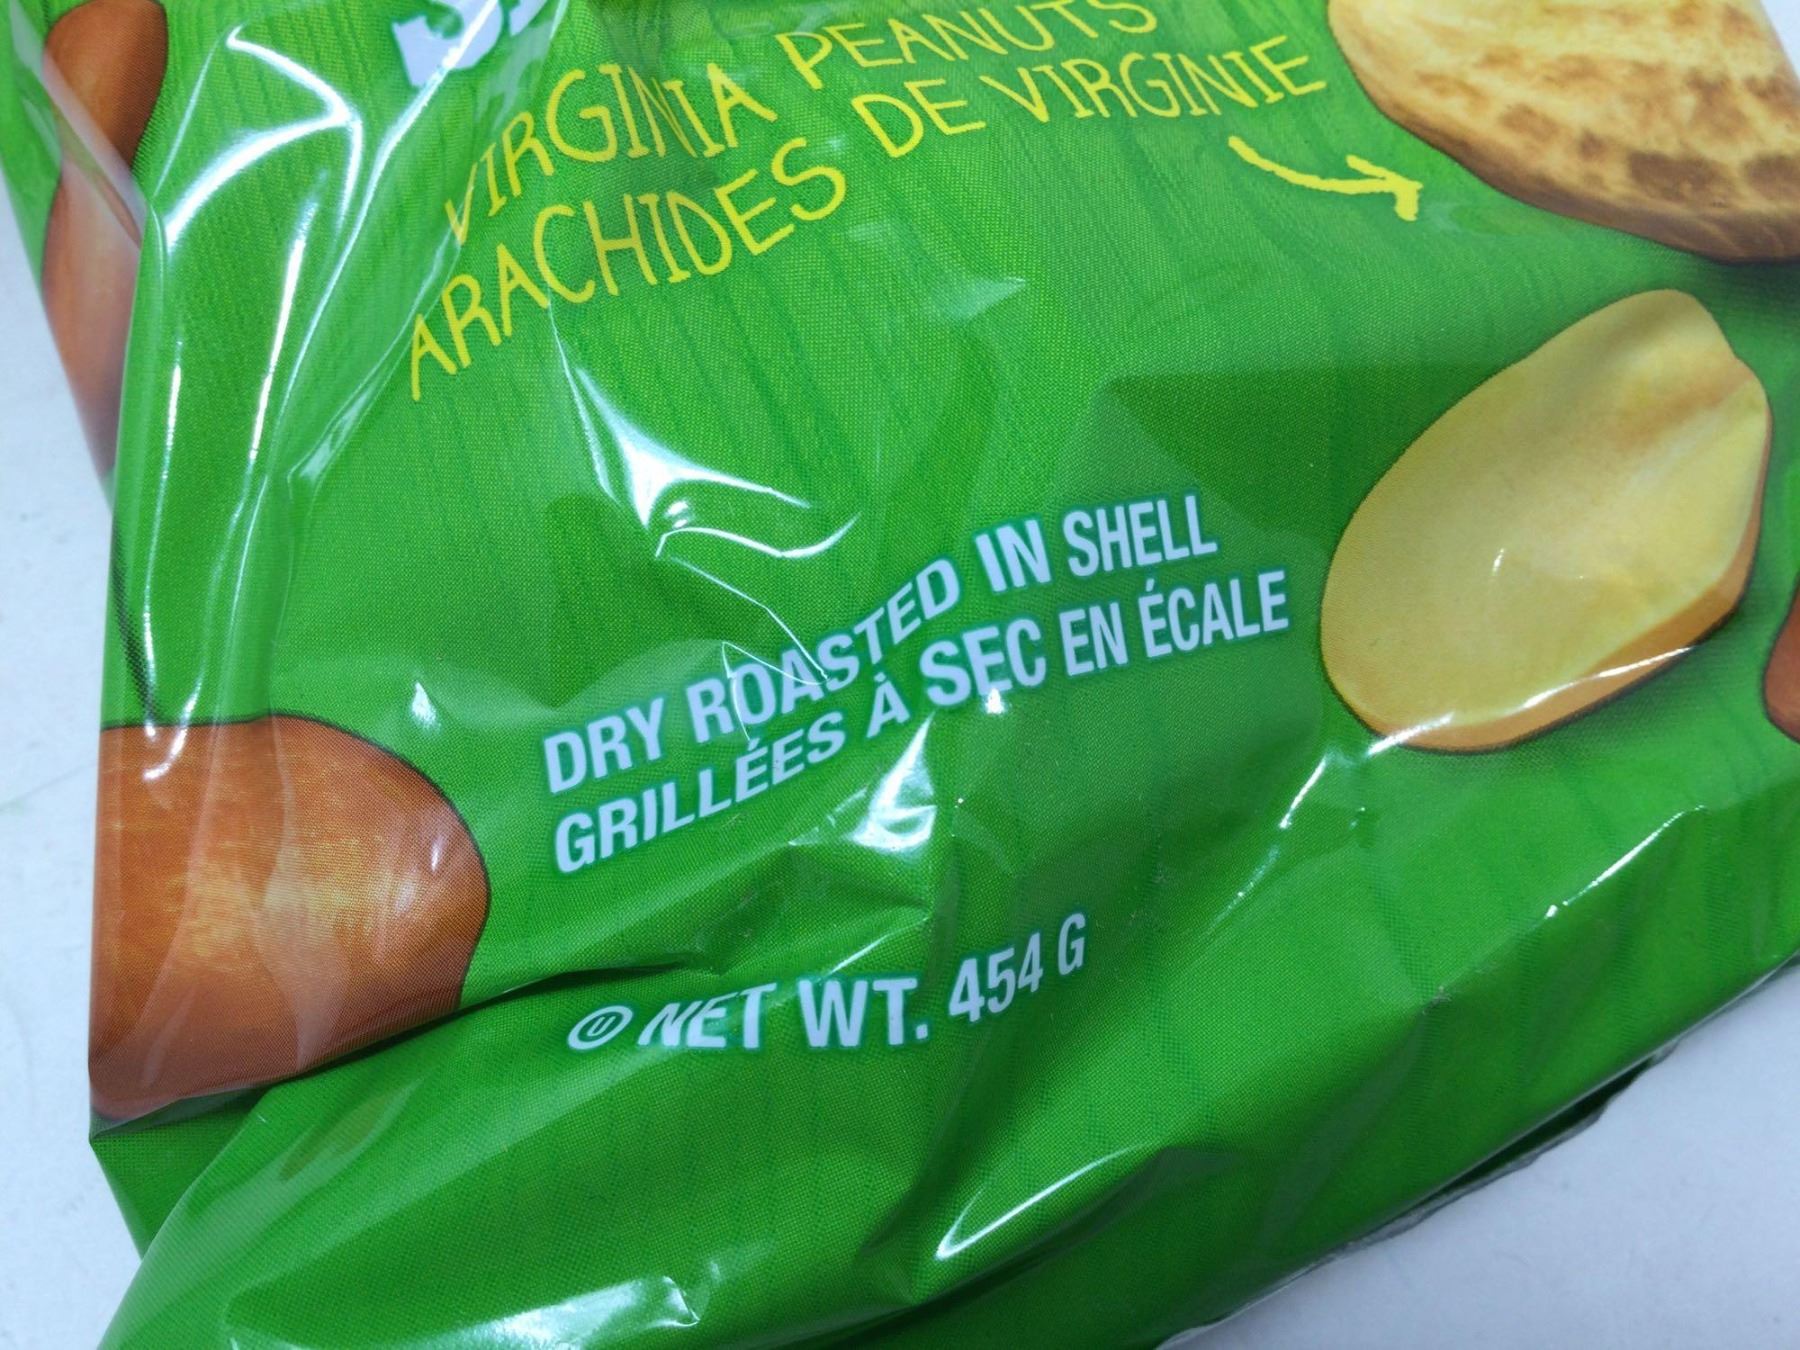 VIRGINIA PEANUTS
ARACHIDES DE VIRGINIE
DRY ROASTED IN SHELL
GRILLÉES À SEC EN ÉCALE
Ⓤ NET WT. 454 G